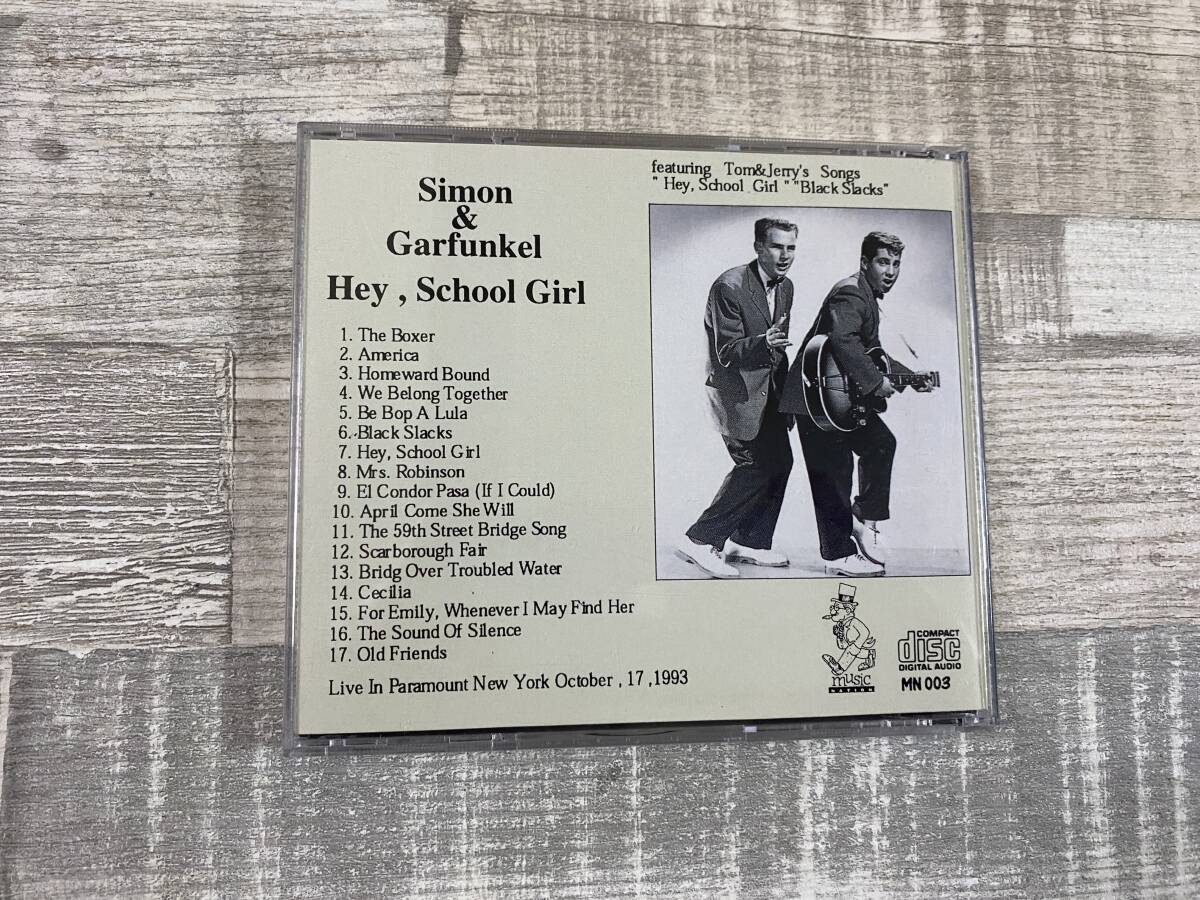 Simon
&
Garfunkel
Hey , School Girl
1. The Boxer
2. America
3. Homeward Bound
4. We Belong Together
5. Be Bop A Lula
6. Black Slacks
7. Hey, School Girl
8. Mrs. Robinson
9. El Condor Pasa (If I Could)
10. April Come She Will
11. The 59th Street Bridge Song
12. Scarborough Fair
13. Bridg Over Troubled Water
14. Cecilia
15. For Emily, Whenever I May Find Her
16. The Sound Of Silence
17. Old Friends
Live In Paramount New York October , 17 ,1993
featuring Tom&Jerry's Songs
" Hey, School Girl " "Black Slacks"
music
NATION
COMPACT
disc
DIGITAL AUDIO
MN 003